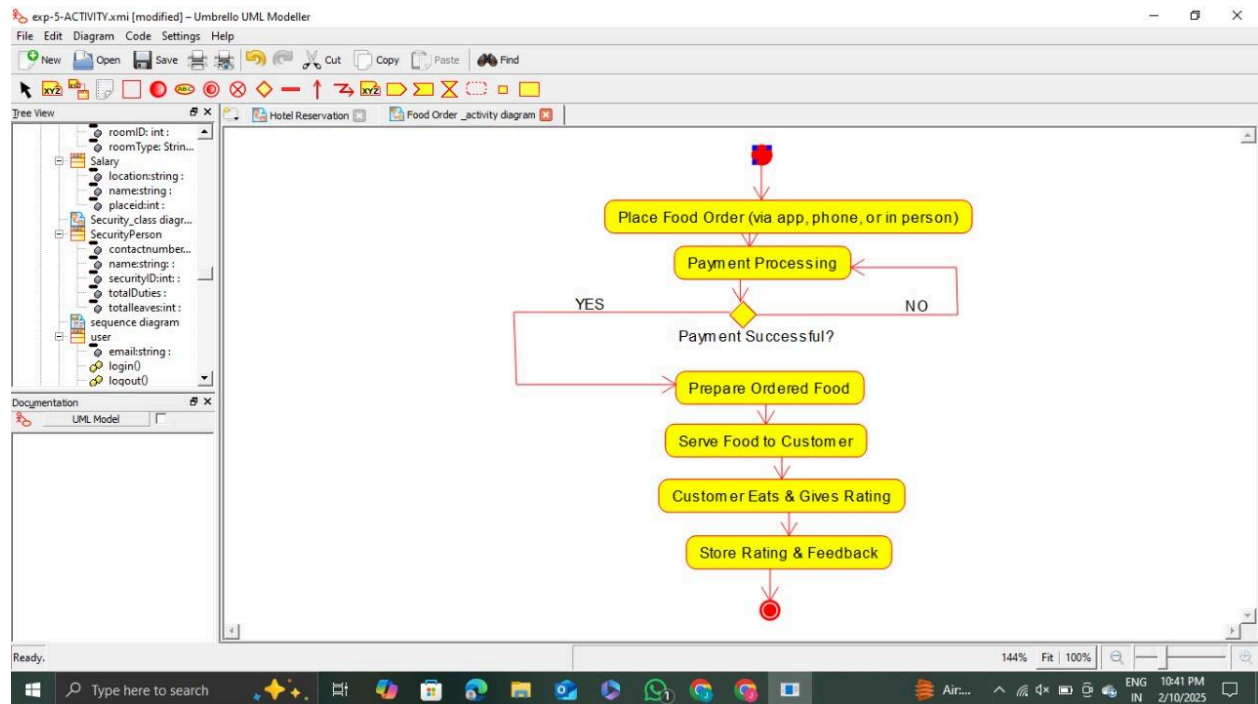 exp-5-ACTIVITY.xmi [modified] – Umbrello UML Modeller
File Edit Diagram Code Settings Help
New Open Save Cut Copy Paste Find
Tree View
Hotel Reservation Food Order _activity diagram
roomID: int :
roomType: Strin...
Salary
location:string :
name:string :
placeid:int :
Security_class diagr...
SecurityPerson
contactnumber...
name:string: :
securityID:int: :
totalDuties :
totalleaves:int :
sequence diagram
user
email:string :
login()
logout()
Documentation
UML Model
Place Food Order (via app, phone, or in person)
Payment Processing
YES
NO
Payment Successful?
Prepare Ordered Food
Serve Food to Customer
Customer Eats & Gives Rating
Store Rating & Feedback
Ready.
144% Fit 100%
Type here to search
Air:...
ENG
IN
10:41 PM
2/10/2025